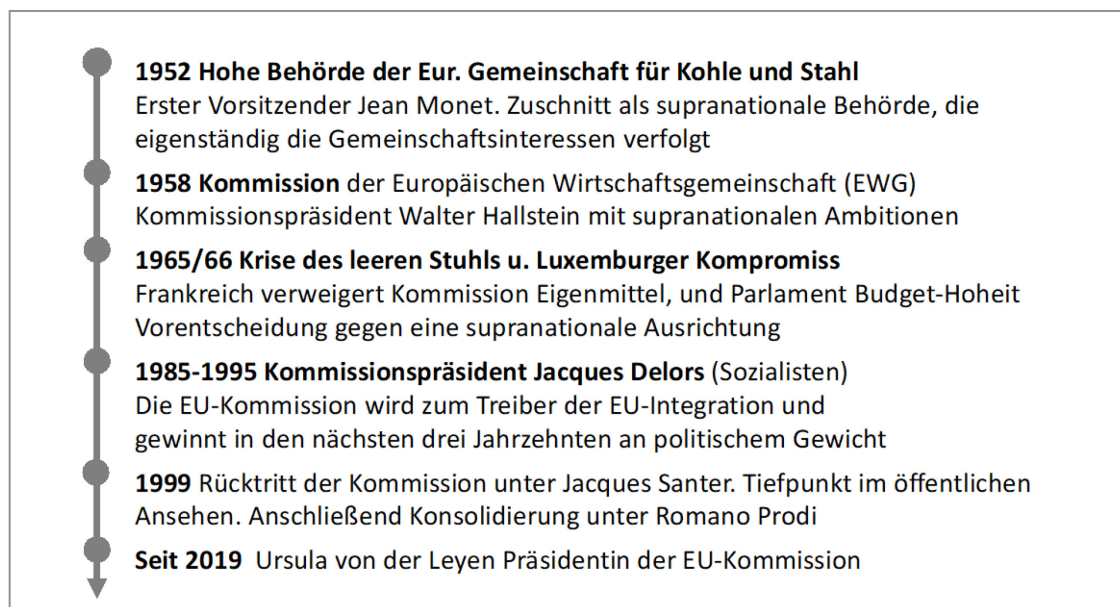 1952 Hohe Behörde der Eur. Gemeinschaft für Kohle und Stahl
Erster Vorsitzender Jean Monet. Zuschnitt als supranationale Behörde, die
eigenständig die Gemeinschaftsinteressen verfolgt
1958 Kommission der Europäischen Wirtschaftsgemeinschaft (EWG)
Kommissionspräsident Walter Hallstein mit supranationalen Ambitionen
1965/66 Krise des leeren Stuhls u. Luxemburger Kompromiss
Frankreich verweigert Kommission Eigenmittel, und Parlament Budget-Hoheit
Vorentscheidung gegen eine supranationale Ausrichtung
1985-1995 Kommissionspräsident Jacques Delors (Sozialisten)
Die EU-Kommission wird zum Treiber der EU-Integration und
gewinnt in den nächsten drei Jahrzehnten an politischem Gewicht
1999 Rücktritt der Kommission unter Jacques Santer. Tiefpunkt im öffentlichen
Ansehen. Anschließend Konsolidierung unter Romano Prodi
Seit 2019 Ursula von der Leyen Präsidentin der EU-Kommission